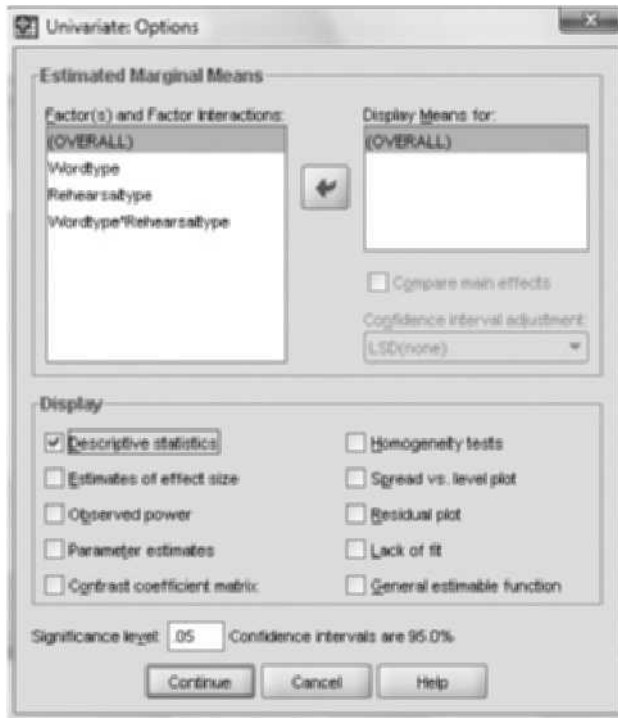 Univariate: Options
Estimated Marginal Means
Factor(s) and Factor Interactions:
(OVERALL)
Wordtype
Rehearsaltype
Wordtype*Rehearsaltype
Display Means for:
(OVERALL)
Compare main effects
Confidence interval adjustment
LSD(none)
Display
Descriptive statistics
Homogeneity tests
Estimates of effect size
Spread vs. level plot
Observed power
Residual plot
Parameter estimates
Lack of fit
Contrast coefficient matrix
General estimable function
Significance level: .05 Confidence intervals are 95.0%
Continue
Cancel
Help